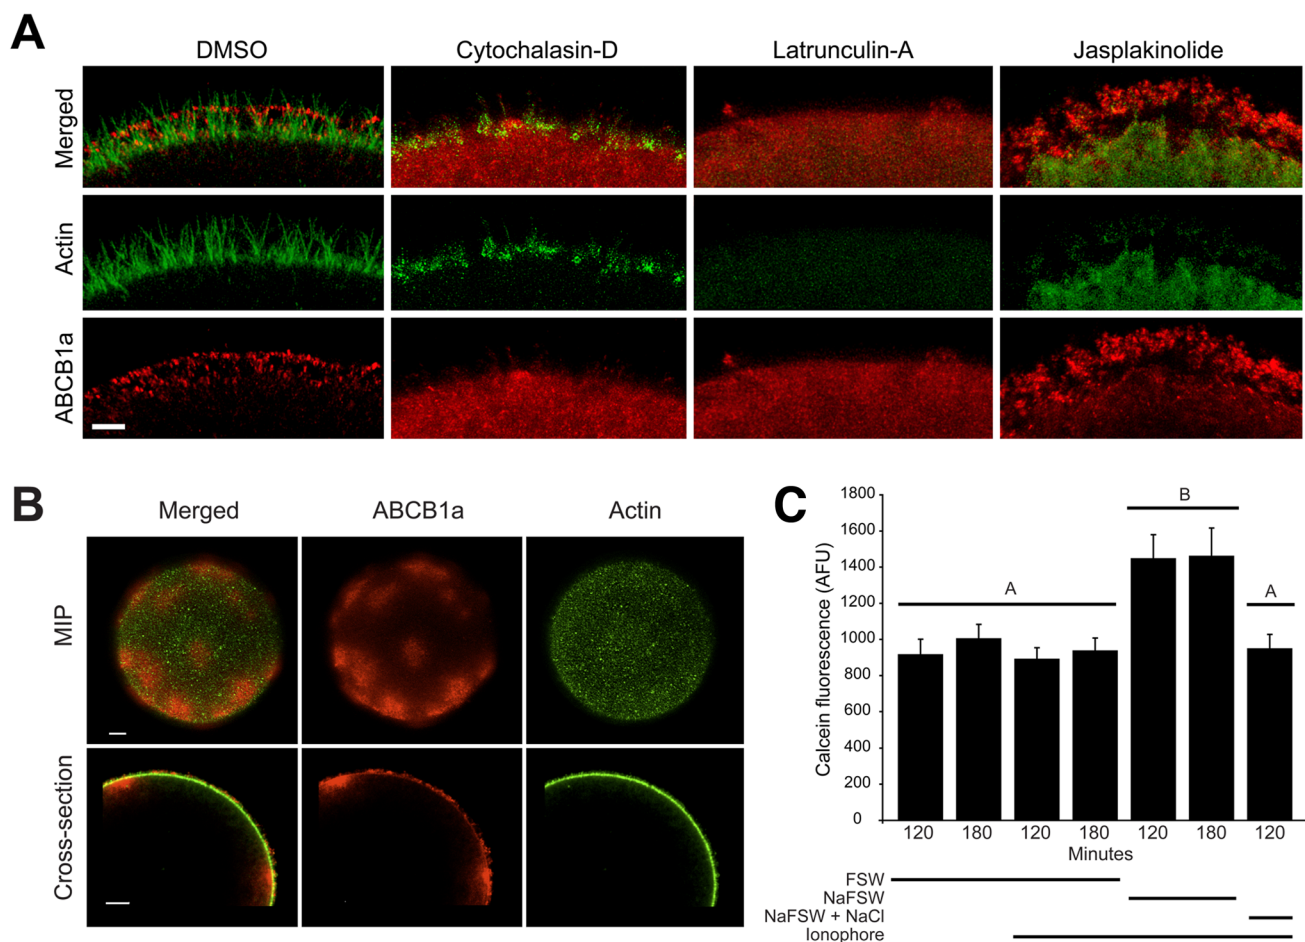 A
DMSO Cytochalasin-D Latrunculin-A Jasplakinolide
Merged
Actin
ABCB1a
B
Merged ABCB1a Actin
MIP
Cross-section
C
Calcein fluorescence (AFU)
1800
1600
1400
1200
1000
800
600
400
200
0
A
B
A
120 180 120 180 120 180 120
Minutes
FSW
NaFSW
NaFSW + NaCl
Ionophore